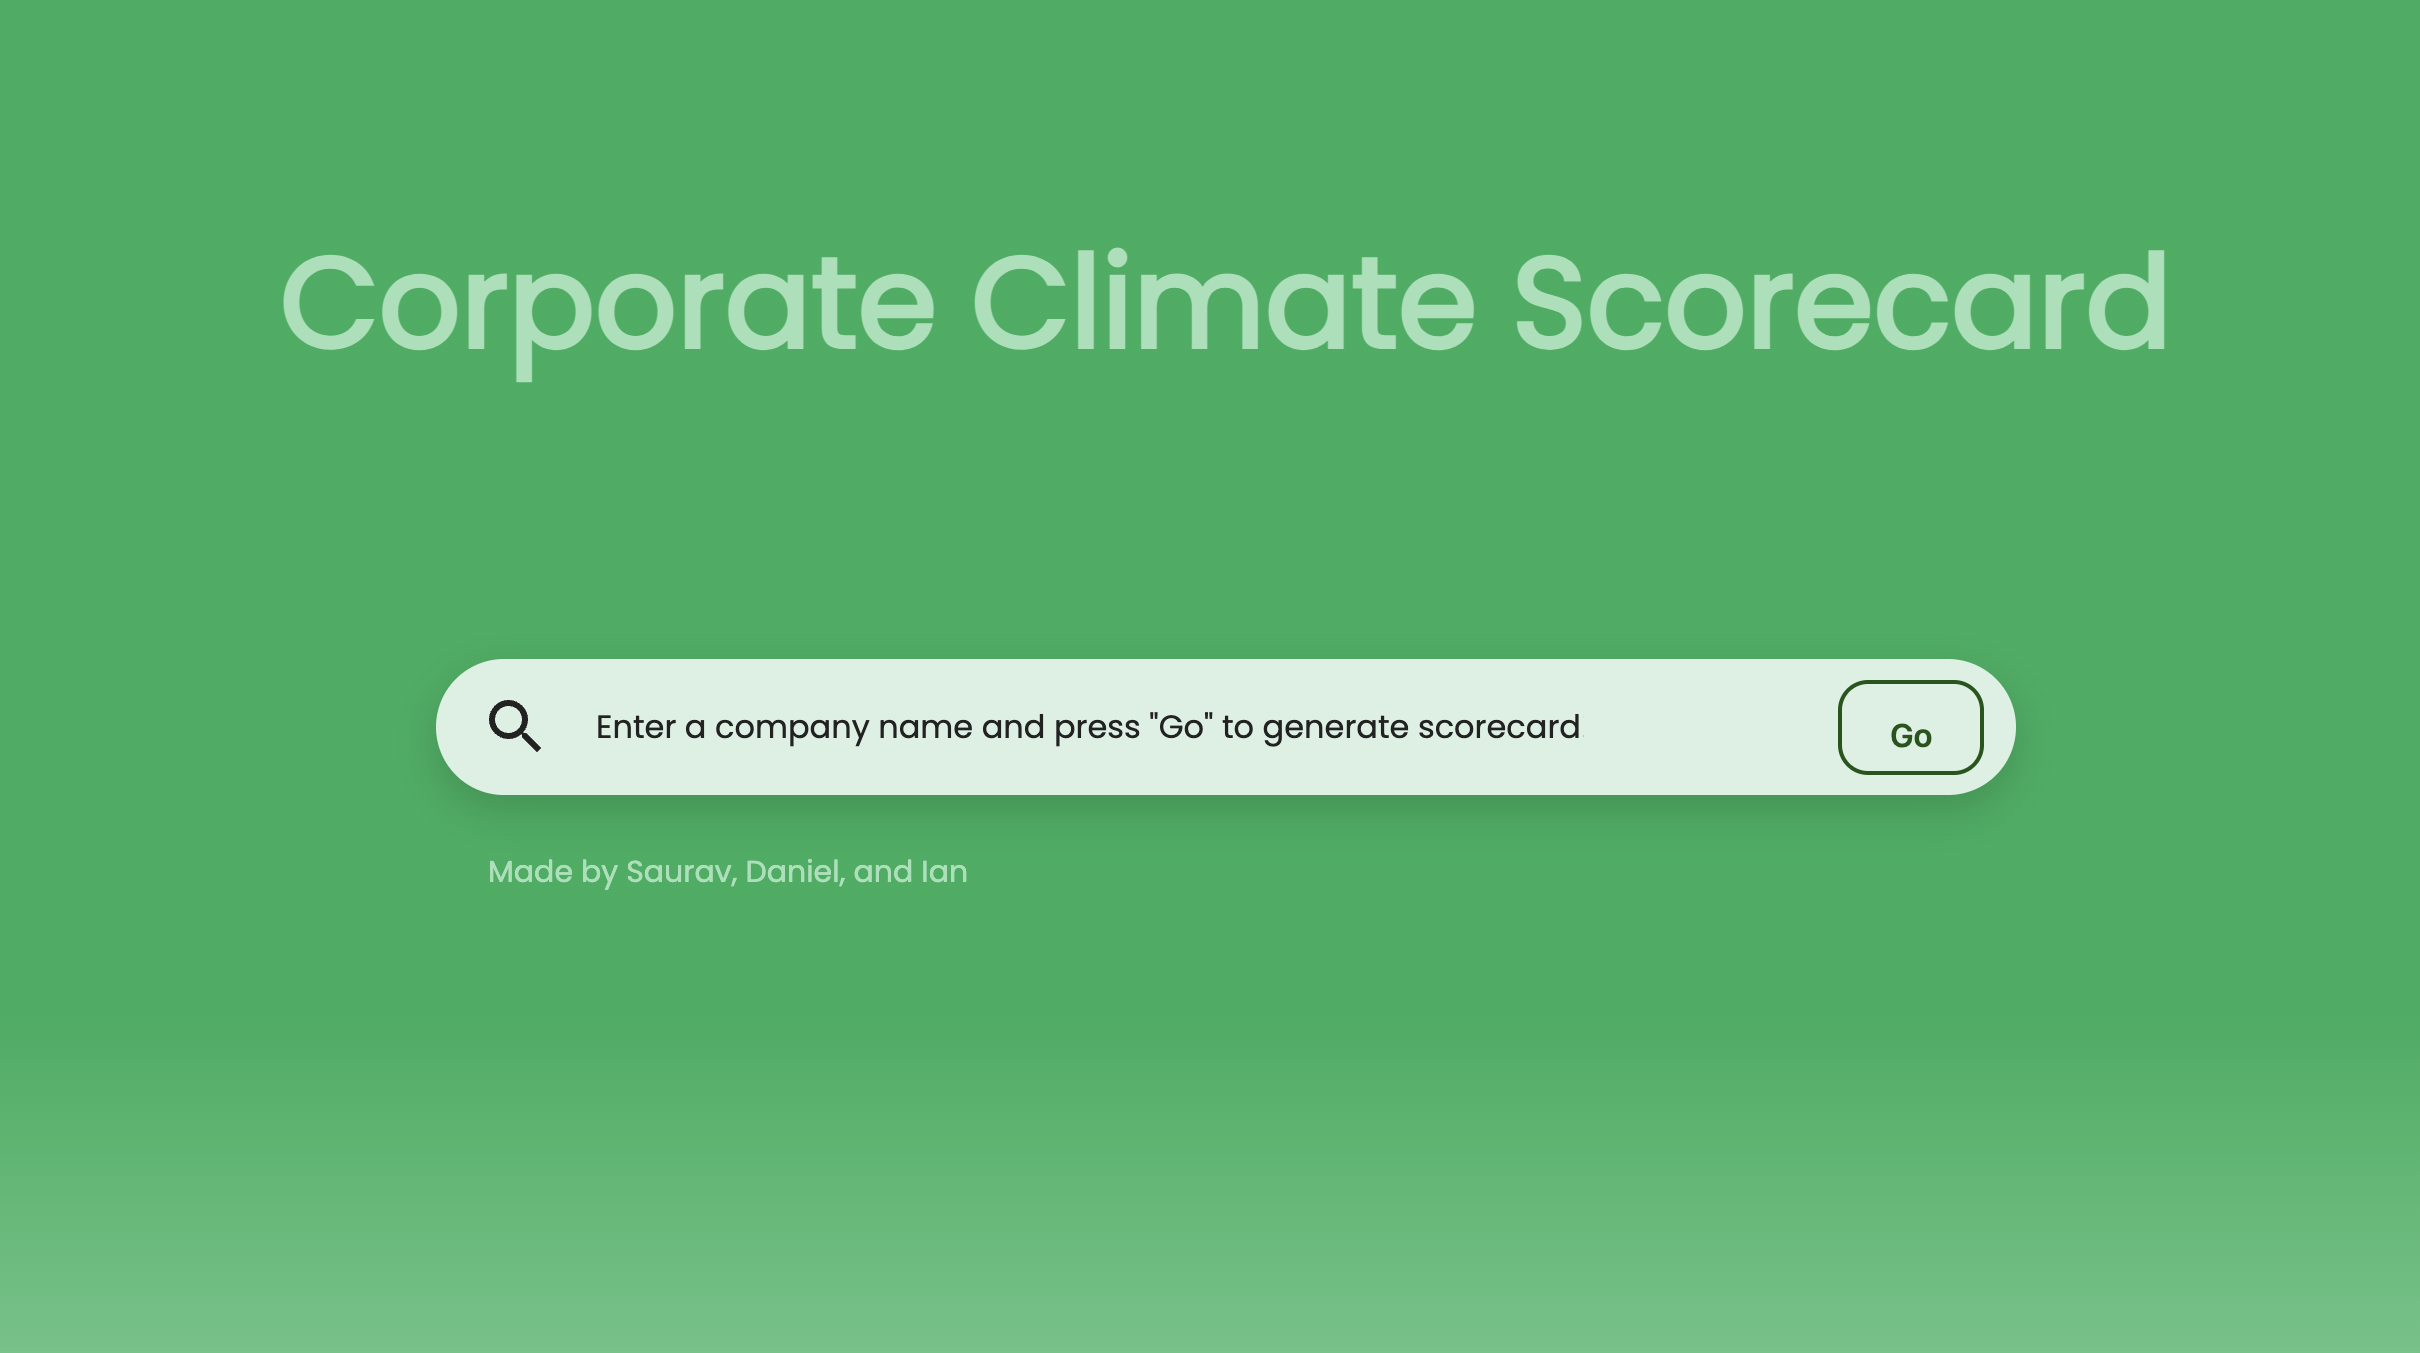 Corporate Climate Scorecard
Enter a company name and press "Go" to generate scorecard.
Go
Made by Saurav, Daniel, and Ian